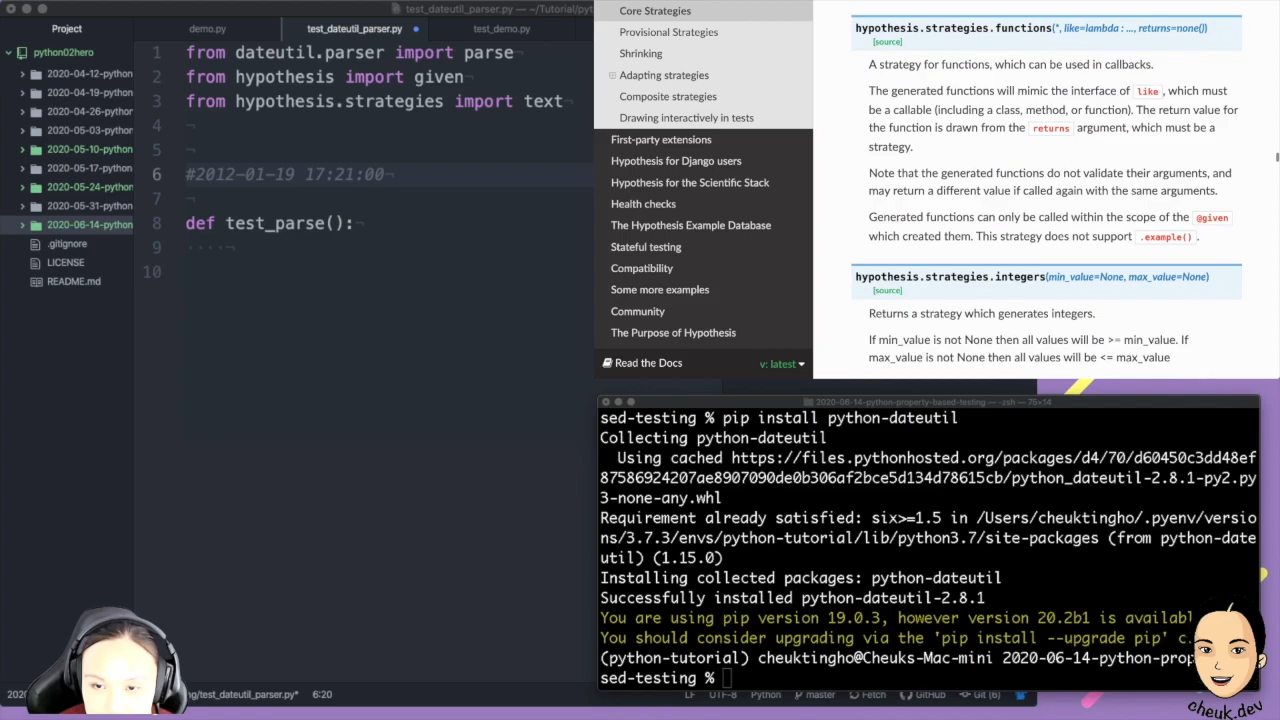 test_dateutil_parser.py — ~/Tutorial/pyt
Project
demo.py
test_dateutil_parser.py
test_demo.py
python02hero
2020-04-12-python
2020-04-19-python
2020-04-26-python
2020-05-03-python
2020-05-10-python
2020-05-17-python
2020-05-24-python
2020-05-31-python
2020-06-14-python
.gitignore
LICENSE
README.md
1 from dateutil.parser import parse
2 from hypothesis import given
3 from hypothesis.strategies import text
4
5
6 #2012-01-19 17:21:00
7
8 def test_parse():
9
10
Core Strategies
Provisional Strategies
Shrinking
Adapting strategies
Composite strategies
Drawing interactively in tests
First-party extensions
Hypothesis for Django users
Hypothesis for the Scientific Stack
Health checks
The Hypothesis Example Database
Stateful testing
Compatibility
Some more examples
Community
The Purpose of Hypothesis
Read the Docs
v: latest
hypothesis.strategies.functions(*, like=lambda : ..., returns=none())
[source]
A strategy for functions, which can be used in callbacks.
The generated functions will mimic the interface of like, which must
be a callable (including a class, method, or function). The return value for
the function is drawn from the returns argument, which must be a
strategy.
Note that the generated functions do not validate their arguments, and
may return a different value if called again with the same arguments.
Generated functions can only be called within the scope of the @given
which created them. This strategy does not support .example().
hypothesis.strategies.integers(min_value=None, max_value=None)
[source]
Returns a strategy which generates integers.
If min_value is not None then all values will be >= min_value. If
max_value is not None then all values will be <= max_value
2020-06-14-python-property-based-testing — -zsh — 75×14
sed-testing % pip install python-dateutil
Collecting python-dateutil
Using cached https://files.pythonhosted.org/packages/d4/70/d60450c3dd48ef
87586924207ae8907090de0b306af2bce5d134d78615cb/python_dateutil-2.8.1-py2.py
3-none-any.whl
Requirement already satisfied: six>=1.5 in /Users/cheuktingho/.pyenv/versio
ns/3.7.3/envs/python-tutorial/lib/python3.7/site-packages (from python-date
util) (1.15.0)
Installing collected packages: python-dateutil
Successfully installed python-dateutil-2.8.1
You are using pip version 19.0.3, however version 20.2b1 is availabl
You should consider upgrading via the 'pip install --upgrade pip' c
(python-tutorial) cheuktingho@Cheuks-Mac-mini 2020-06-14-python-prop
sed-testing %
202
ng/test_dateutil_parser.py* 6:20
LF UTF-8 Python master Fetch GitHub Git (6)
cheuk.dev